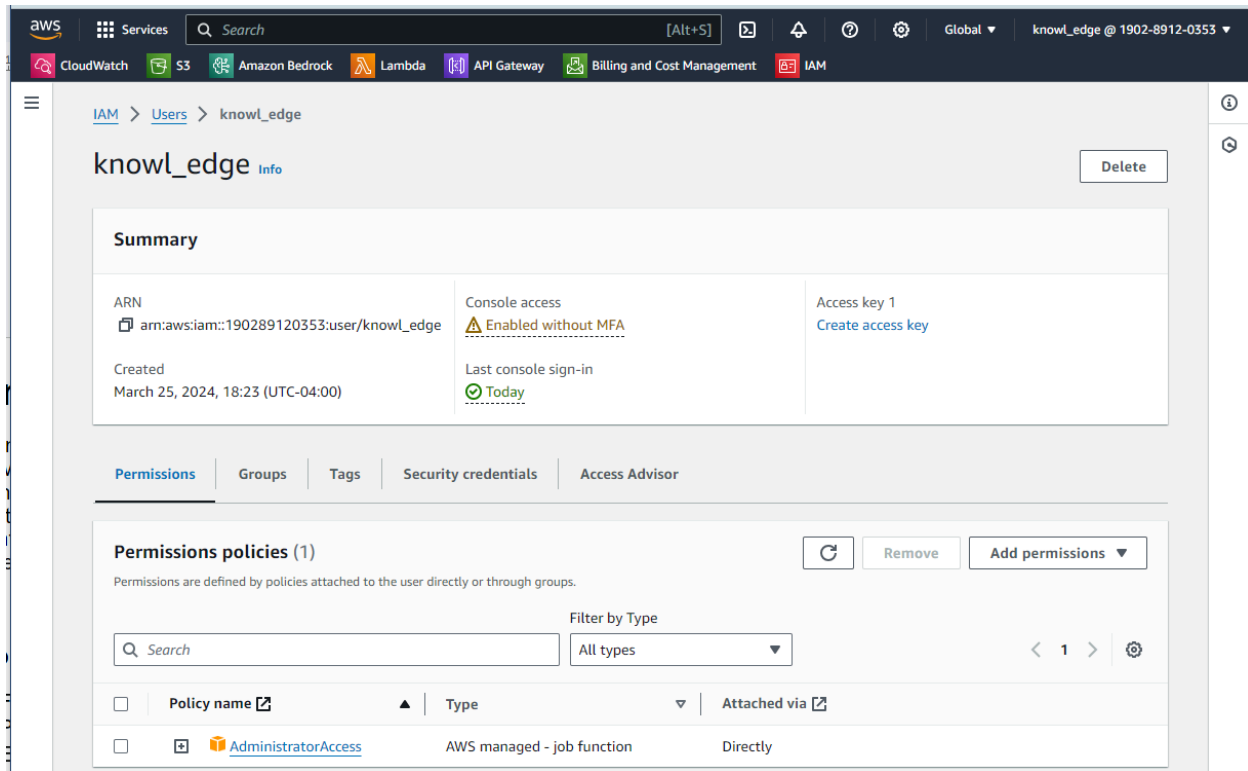 aws Services Search [Alt+S] Global ▼ knowl_edge @ 1902-8912-0353 ▼
CloudWatch S3 Amazon Bedrock Lambda API Gateway Billing and Cost Management IAM
IAM > Users > knowl_edge
knowl_edge Info
Delete
Summary
ARN
arn:aws:iam::190289120353:user/knowl_edge
Created
March 25, 2024, 18:23 (UTC-04:00)
Console access
Enabled without MFA
Last console sign-in
Today
Access key 1
Create access key
Permissions Groups Tags Security credentials Access Advisor
Permissions policies (1)
Remove
Add permissions ▼
Permissions are defined by policies attached to the user directly or through groups.
Filter by Type
Search
All types
< 1 >
Policy name Type Attached via
AdministratorAccess AWS managed - job function Directly